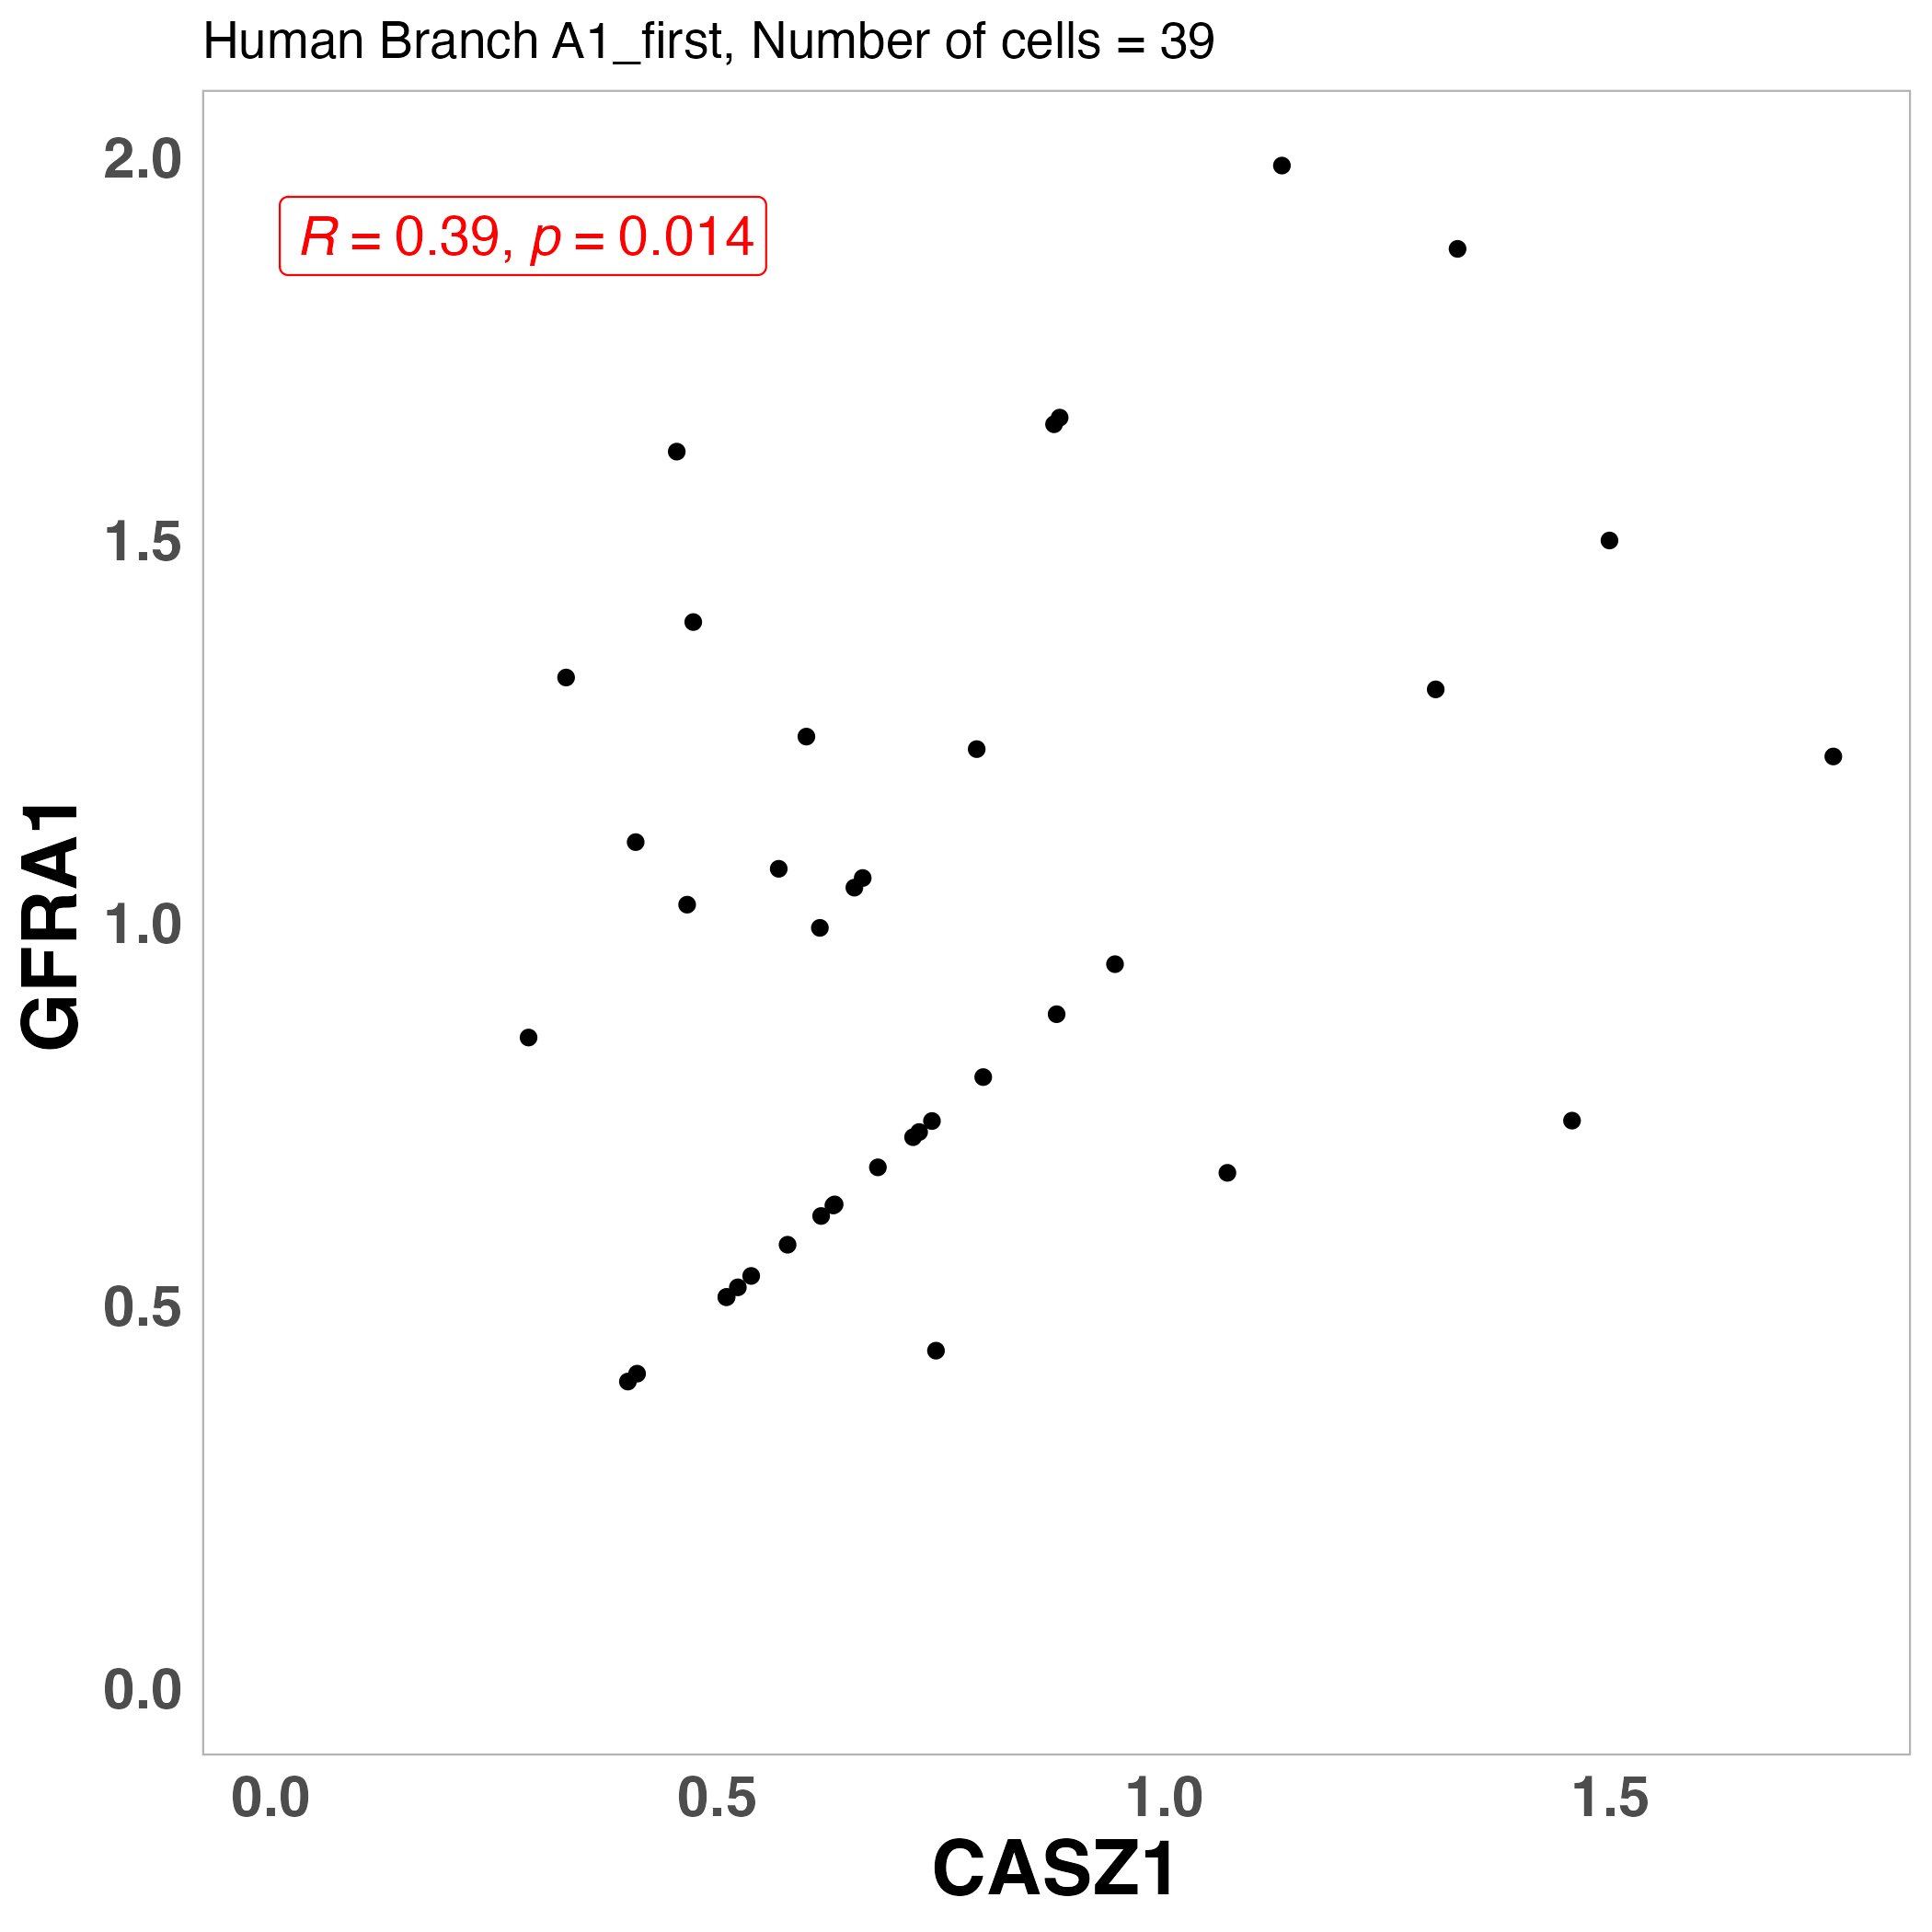 Human Branch A1_first, Number of cells = 39
R = 0.39, p = 0.014
2.0
1.5
1.0
0.5
0.0
GFRA1
0.0 0.5 1.0 1.5
CASZ1